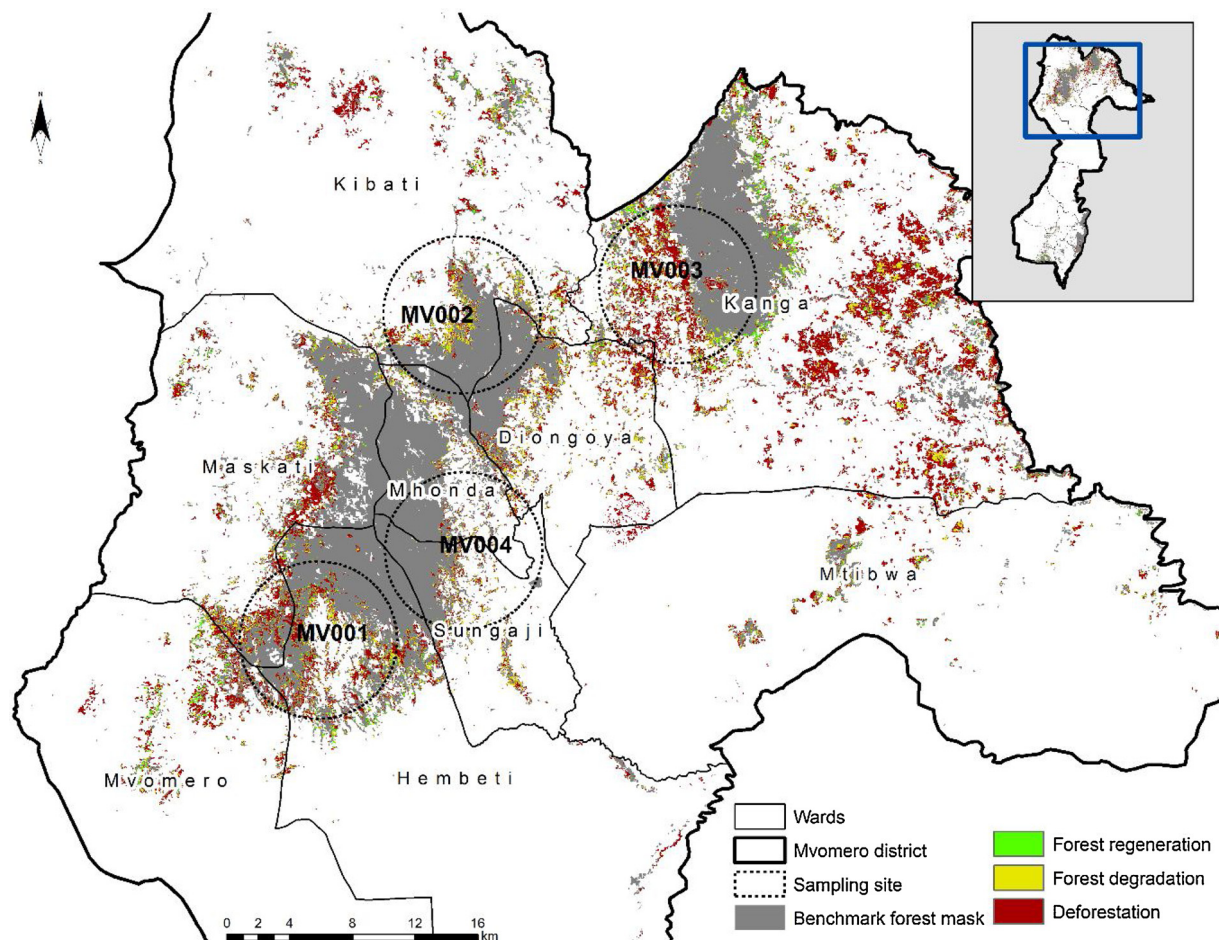 N
S
Kibati
MV003
Kanga
MV002
Diongoya
Maskati
Mhonda
MV004
Mtibwa
MV001
Sungaji
Mvomero
Hembeti
Wards
Mvomero district
Sampling site
Benchmark forest mask
Forest regeneration
Forest degradation
Deforestation
0 2 4 8 12 16
km